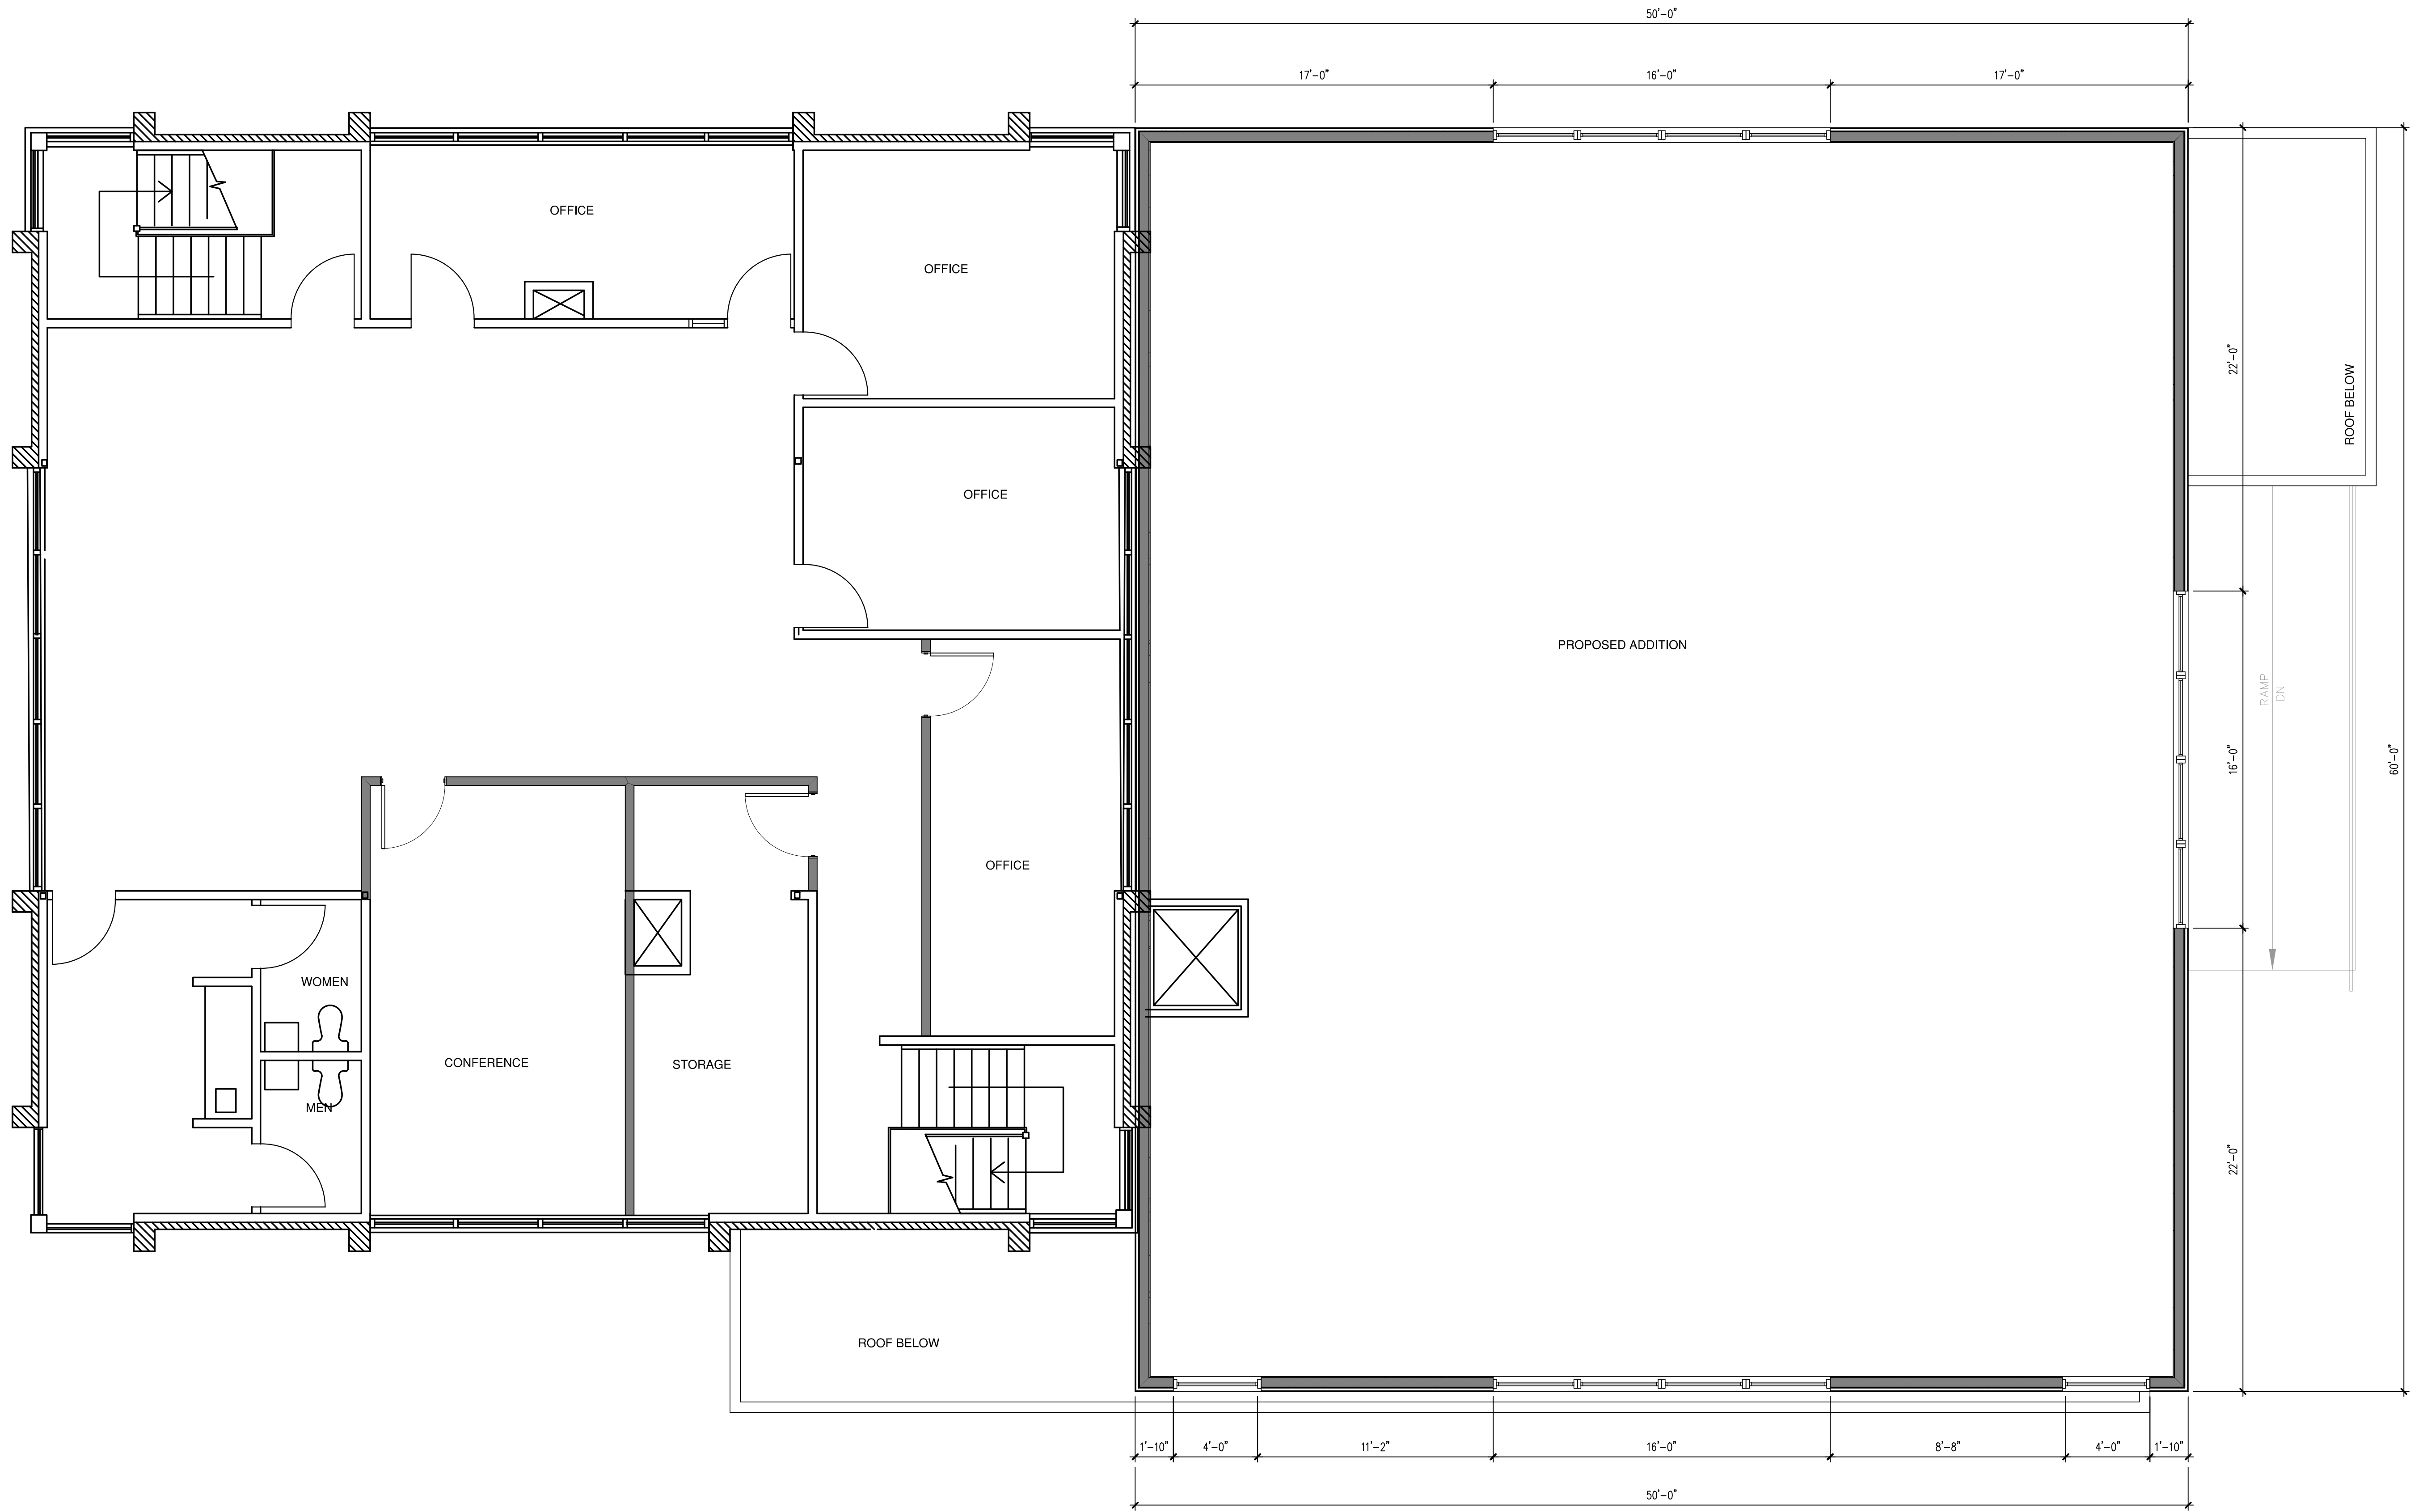 50'-0"
17'-0"
16'-0"
17'-0"
OFFICE
OFFICE
22'-0"
ROOF BELOW
OFFICE
PROPOSED ADDITION
RAMP
DN
16'-0"
60'-0"
OFFICE
WOMEN
CONFERENCE
STORAGE
MEN
22'-0"
ROOF BELOW
1'-10"
4'-0"
11'-2"
16'-0"
8'-8"
4'-0"
1'-10"
50'-0"